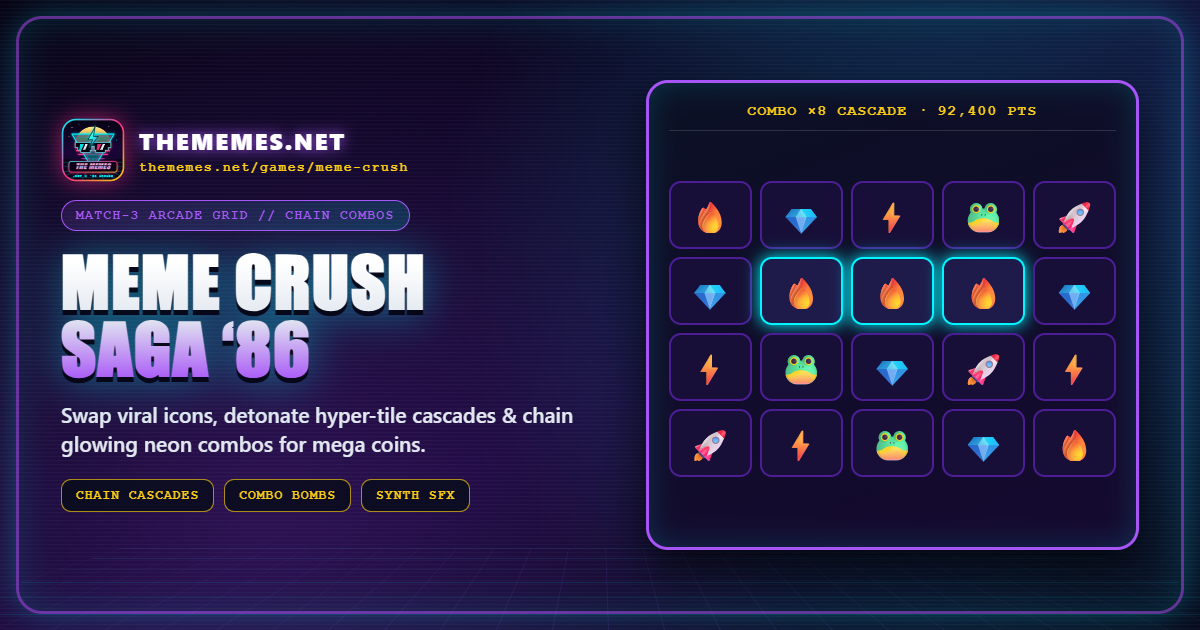 THEMEMES.NET
thememes.net/games/meme-crush
MATCH-3 ARCADE GRID // CHAIN COMBOS
MEME CRUSH
SAGA ‘86
Swap viral icons, detonate hyper-tile cascades & chain
glowing neon combos for mega coins.
CHAIN CASCADES
COMBO BOMBS
SYNTH SFX
COMBO ×8 CASCADE · 92,400 PTS